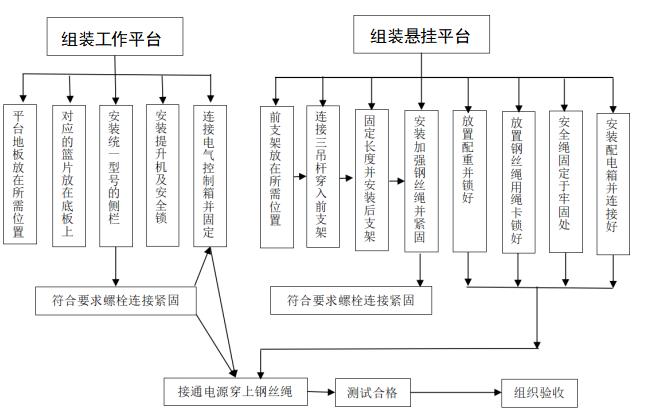 组装工作平台
组装悬挂平台
平台地板放在所需位置
对应的篮片放在底板上
安装统一型号的侧栏
安装提升机及安全锁
连接电气控制箱并固定
前支架放在所需位置
连接三吊杆穿入前支架
固定长度并安装后支架
安装加强钢丝绳并紧固
放置配重并锁好
放置钢丝绳用绳卡锁好
安全绳固定于牢固处
安装配电箱并连接好
符合要求螺栓连接紧固
符合要求螺栓连接紧固
接通电源穿上钢丝绳
测试合格
组织验收